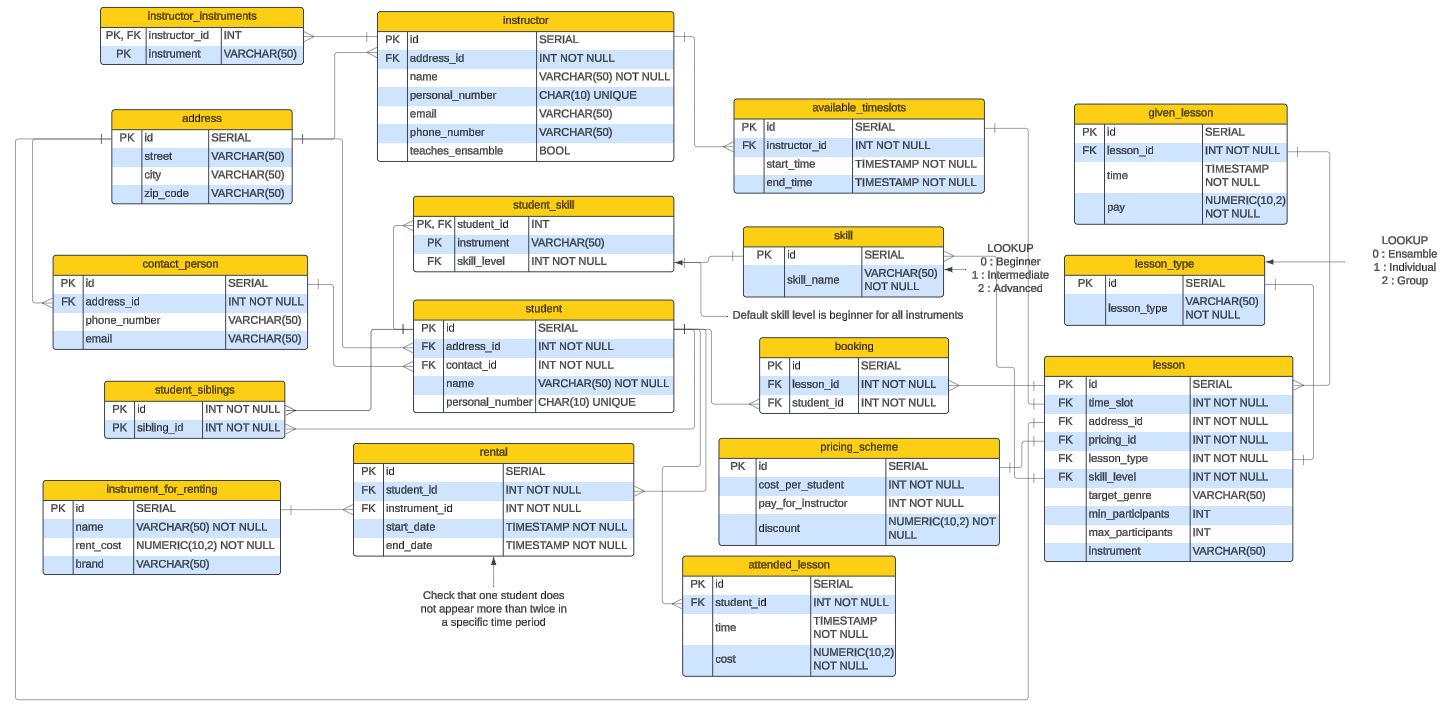 instructor_instruments
PK, FK instructor_id INT
PK instrument VARCHAR(50)
instructor
PK id SERIAL
FK address_id INT NOT NULL
name VARCHAR(50) NOT NULL
personal_number CHAR(10) UNIQUE
email VARCHAR(50)
phone_number VARCHAR(50)
teaches_ensamble BOOL
address
PK id SERIAL
street VARCHAR(50)
city VARCHAR(50)
zip_code VARCHAR(50)
available_timeslots
PK id SERIAL
FK instructor_id INT NOT NULL
start_time TIMESTAMP NOT NULL
end_time TIMESTAMP NOT NULL
given_lesson
PK id SERIAL
FK lesson_id INT NOT NULL
time TIMESTAMP
NOT NULL
pay NUMERIC(10,2)
NOT NULL
student_skill
PK, FK student_id INT
PK instrument VARCHAR(50)
FK skill_level INT NOT NULL
skill
PK id SERIAL
skill_name VARCHAR(50)
NOT NULL
LOOKUP
0 : Beginner
1 : Intermediate
2 : Advanced
LOOKUP
0 : Ensamble
1 : Individual
2 : Group
contact_person
PK id SERIAL
FK address_id INT NOT NULL
phone_number VARCHAR(50)
email VARCHAR(50)
lesson_type
PK id SERIAL
lesson_type VARCHAR(50)
NOT NULL
student
PK id SERIAL
FK address_id INT NOT NULL
FK contact_id INT NOT NULL
name VARCHAR(50) NOT NULL
personal_number CHAR(10) UNIQUE
Default skill level is beginner for all instruments
booking
PK id SERIAL
FK lesson_id INT NOT NULL
FK student_id INT NOT NULL
lesson
PK id SERIAL
FK time_slot INT NOT NULL
FK address_id INT NOT NULL
FK pricing_id INT NOT NULL
FK lesson_type INT NOT NULL
FK skill_level INT NOT NULL
target_genre VARCHAR(50)
min_participants INT
max_participants INT
instrument VARCHAR(50)
student_siblings
PK id INT NOT NULL
PK sibling_id INT NOT NULL
rental
PK id SERIAL
FK student_id INT NOT NULL
FK instrument_id INT NOT NULL
start_date TIMESTAMP NOT NULL
end_date TIMESTAMP NOT NULL
pricing_scheme
PK id SERIAL
cost_per_student INT NOT NULL
pay_for_instructor INT NOT NULL
discount NUMERIC(10,2) NOT
NULL
instrument_for_renting
PK id SERIAL
name VARCHAR(50) NOT NULL
rent_cost NUMERIC(10,2) NOT NULL
brand VARCHAR(50)
attended_lesson
PK id SERIAL
FK student_id INT NOT NULL
time TIMESTAMP
NOT NULL
cost NUMERIC(10,2)
NOT NULL
Check that one student does
not appear more than twice in
a specific time period